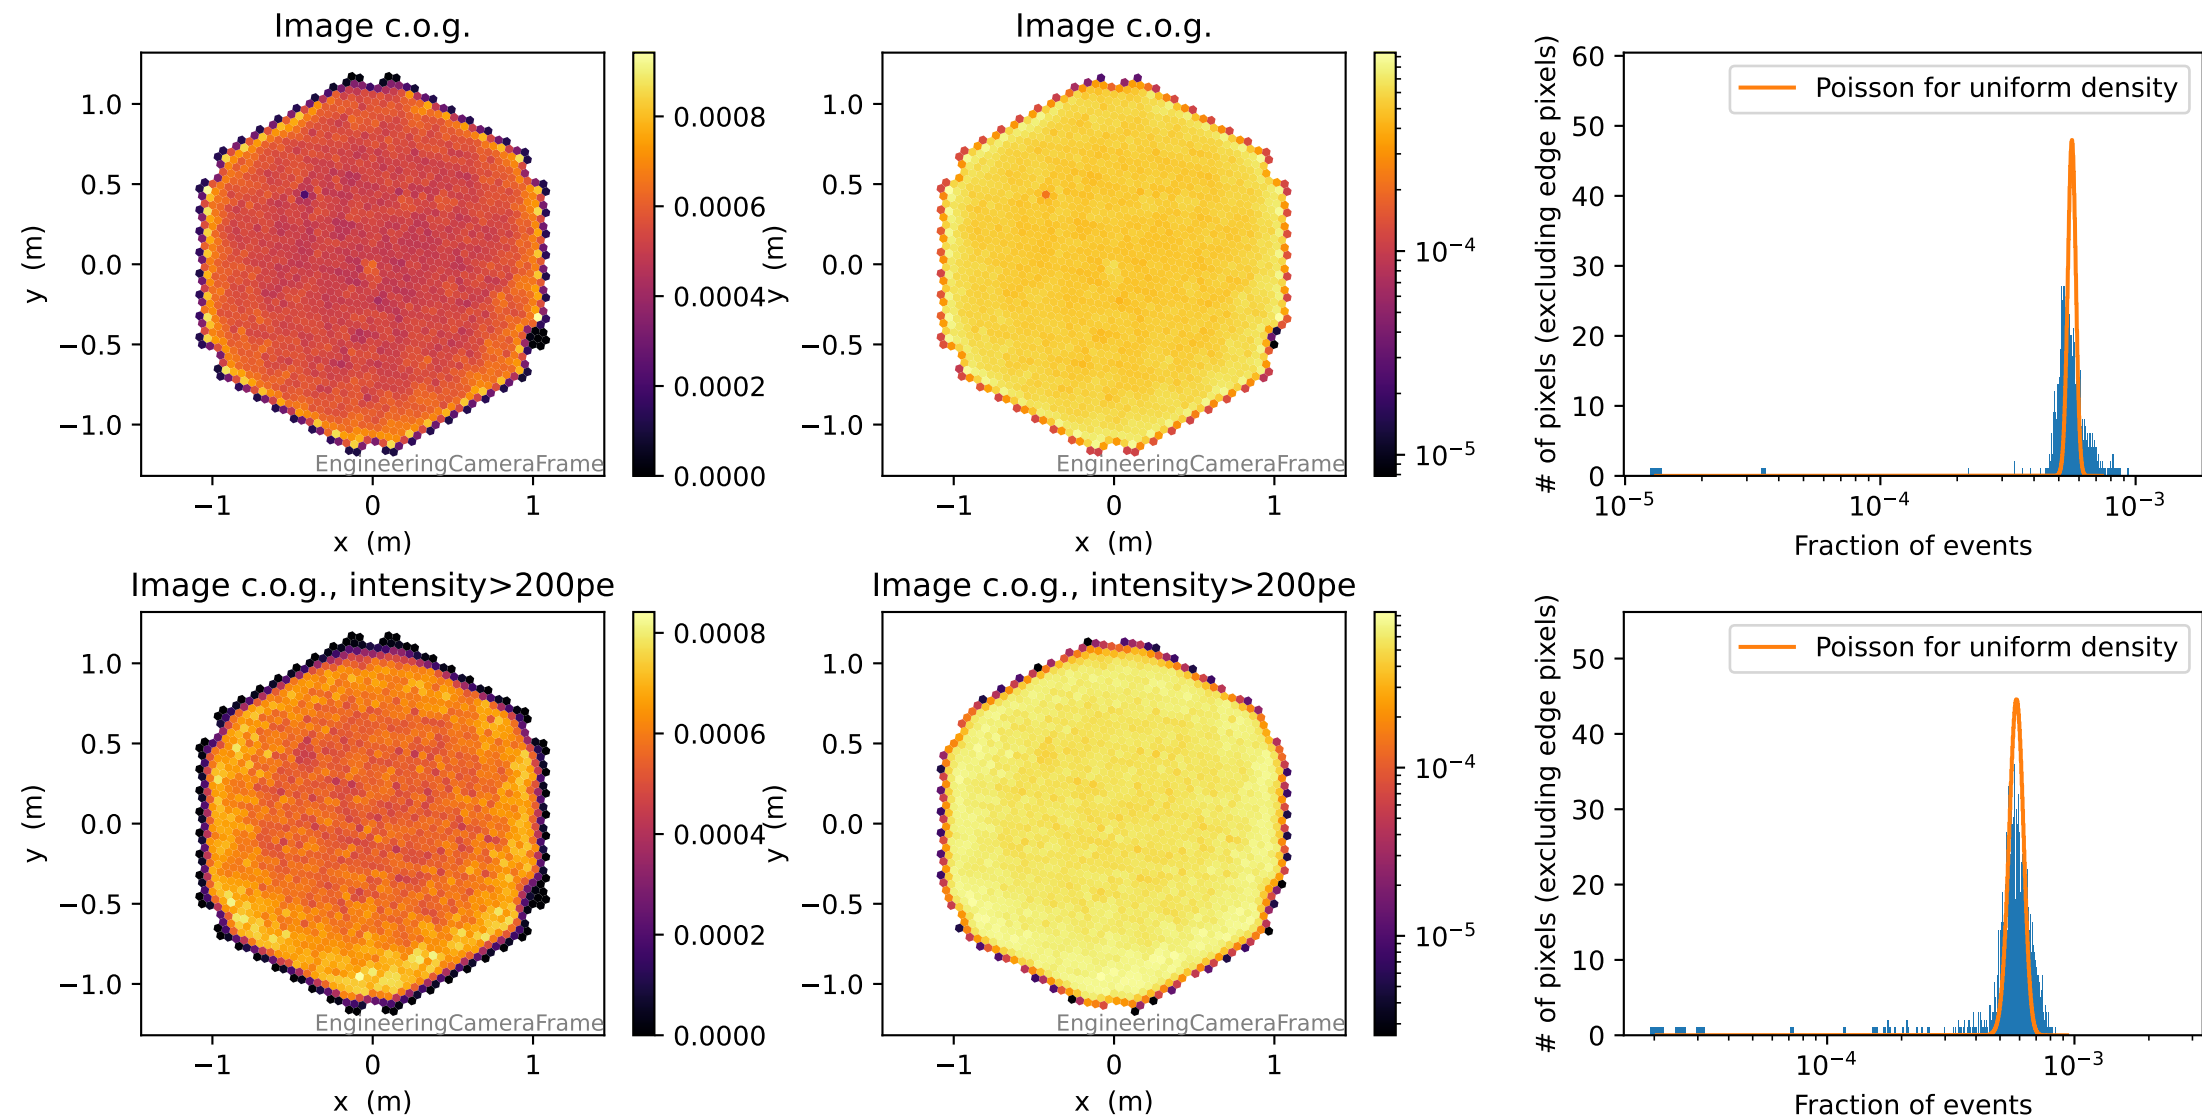 Image c.o.g.
1.0
0.5
0.0
−0.5
−1.0
y (m)
−1
0
1
x (m)
EngineeringCameraFrame
0.0008
0.0006
0.0004
0.0002
0.0000
Image c.o.g.
1.0
0.5
0.0
−0.5
−1.0
y (m)
−1
0
1
x (m)
EngineeringCameraFrame
10⁻⁴
10⁻⁵
# of pixels (excluding edge pixels)
60
50
40
30
20
10
0
Poisson for uniform density
10⁻⁵
10⁻⁴
10⁻³
Fraction of events
Image c.o.g., intensity>200pe
1.0
0.5
0.0
−0.5
−1.0
y (m)
−1
0
1
x (m)
EngineeringCameraFrame
0.0008
0.0006
0.0004
0.0002
0.0000
Image c.o.g., intensity>200pe
1.0
0.5
0.0
−0.5
−1.0
y (m)
−1
0
1
x (m)
EngineeringCameraFrame
10⁻⁴
10⁻⁵
# of pixels (excluding edge pixels)
50
40
30
20
10
0
Poisson for uniform density
10⁻⁴
10⁻³
Fraction of events